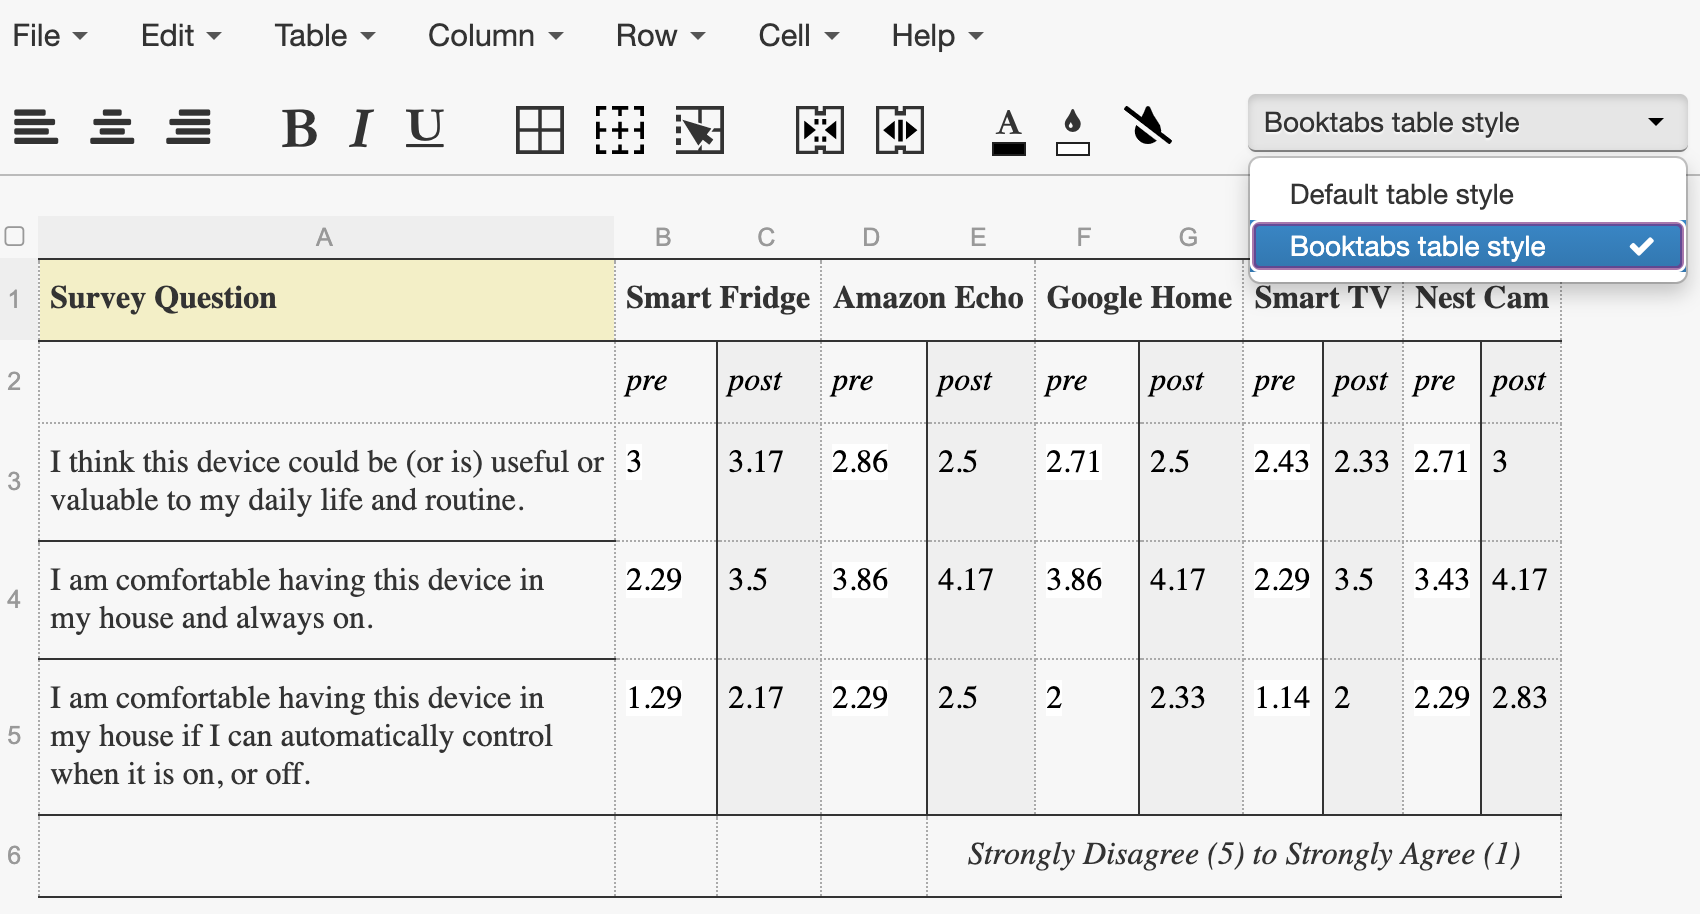 File Edit Table Column Row Cell Help
B I U A Booktabs table style
Default table style
Booktabs table style
A B C D E F G
1 Survey Question Smart Fridge Amazon Echo Google Home Smart TV Nest Cam
2 pre post pre post pre post pre post pre post
3 I think this device could be (or is) useful or 3 3.17 2.86 2.5 2.71 2.5 2.43 2.33 2.71 3
valuable to my daily life and routine.
4 I am comfortable having this device in 2.29 3.5 3.86 4.17 3.86 4.17 2.29 3.5 3.43 4.17
my house and always on.
5 I am comfortable having this device in 1.29 2.17 2.29 2.5 2 2.33 1.14 2 2.29 2.83
my house if I can automatically control
when it is on, or off.
6 Strongly Disagree (5) to Strongly Agree (1)